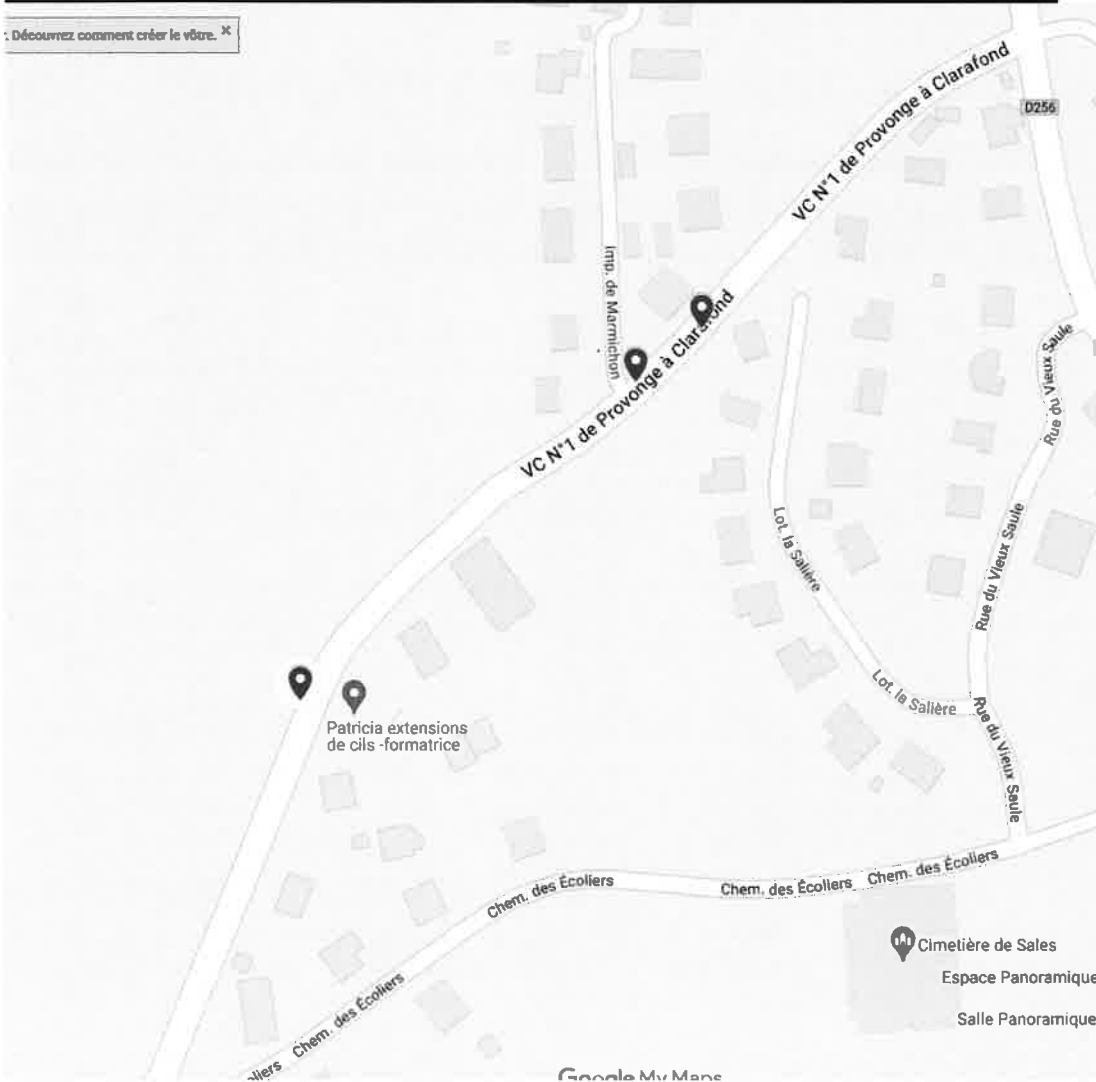 . Découvrez comment créer le vôtre. ×
VC N°1 de Provonge à Clarafond
D256
Imp. de Marmichon
VC N°1 de Provonge à Clarafond
Rue du Vieux Saule
Lot. la Salière
Rue du Vieux Saule
Lot. la Salière
Rue du Vieux Saule
Patricia extensions
de cils -formatrice
Chem. des Écoliers
Chem. des Écoliers
Chem. des Écoliers
Chem. des Écoliers
oliers
Cimetière de Sales
Espace Panoramique
Salle Panoramique
Google My Maps